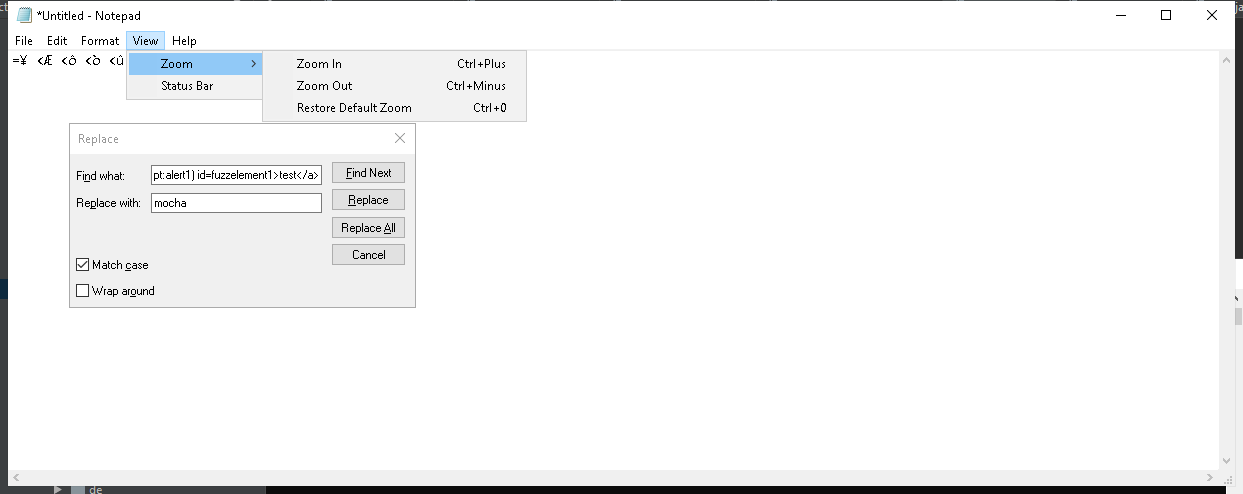 *Untitled - Notepad
File Edit Format View Help
=¥ <Æ <ô <ò <û
Zoom
Status Bar
Zoom In Ctrl+Plus
Zoom Out Ctrl+Minus
Restore Default Zoom Ctrl+0
Replace
Find what: pt:alert1) id=fuzzelement1>test</a> Find Next
Replace with: mocha Replace
Replace All
Cancel
Match case
Wrap around
de